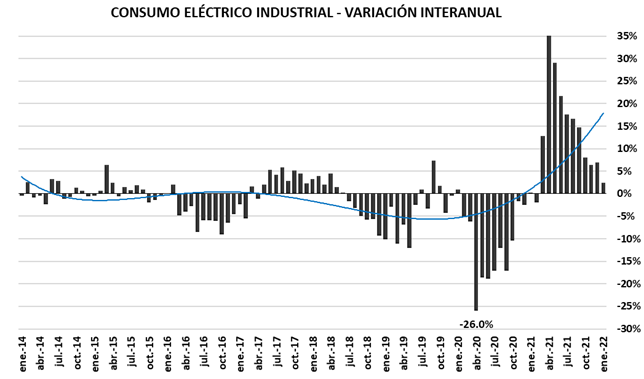 CONSUMO ELÉCTRICO INDUSTRIAL - VARIACIÓN INTERANUAL
35%
30%
25%
20%
15%
10%
5%
0%
-5%
-10%
-15%
-20%
-25%
-30%
-26.0%
ene.-14
abr.-14
jul.-14
oct.-14
ene.-15
abr.-15
jul.-15
oct.-15
ene.-16
abr.-16
jul.-16
oct.-16
ene.-17
abr.-17
jul.-17
oct.-17
ene.-18
abr.-18
jul.-18
oct.-18
ene.-19
abr.-19
jul.-19
oct.-19
ene.-20
abr.-20
jul.-20
oct.-20
ene.-21
abr.-21
jul.-21
oct.-21
ene.-22